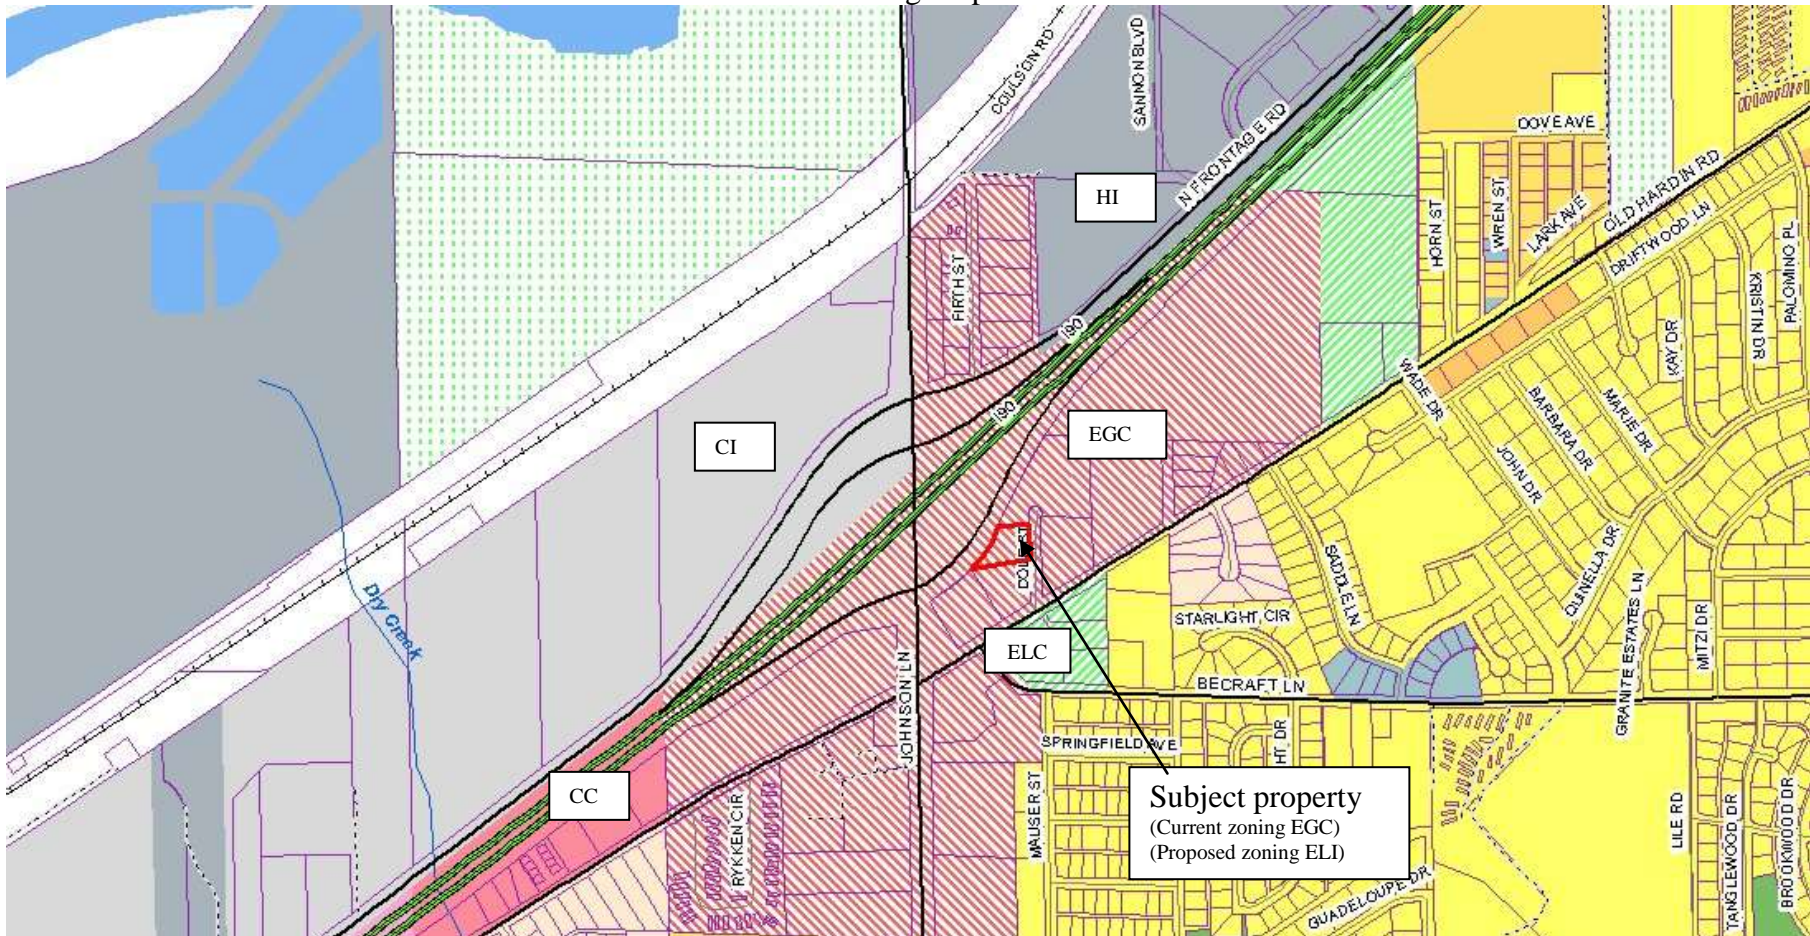 COULSON RD
SANNON BLVD
N FRONTAGE RD
DOVE AVE
HORN ST
WREN ST
LARK AVE
OLD HARDIN RD
DRIFTWOOD LN
KRISTIN DR
PALOMINO PL
KAY DR
HI
FIRTH ST
I90
I90
WADE DR
BARBARA DR
MARIE DR
JOHN DR
CI
EGC
Dry Creek
SADDLE LN
QUINELLA DR
GRANITE ESTATES LN
MITZI DR
STARLIGHT CIR
ELC
BECRAFT LN
JOHNSON LN
SPRINGFIELD AVE
HT DR
MAUSER ST
CC
RYKKEN CIR
Subject property
(Current zoning EGC)
(Proposed zoning ELI)
GUADELOUPE DR
LILE RD
TANGLEWOOD DR
BROOKWOOD DR